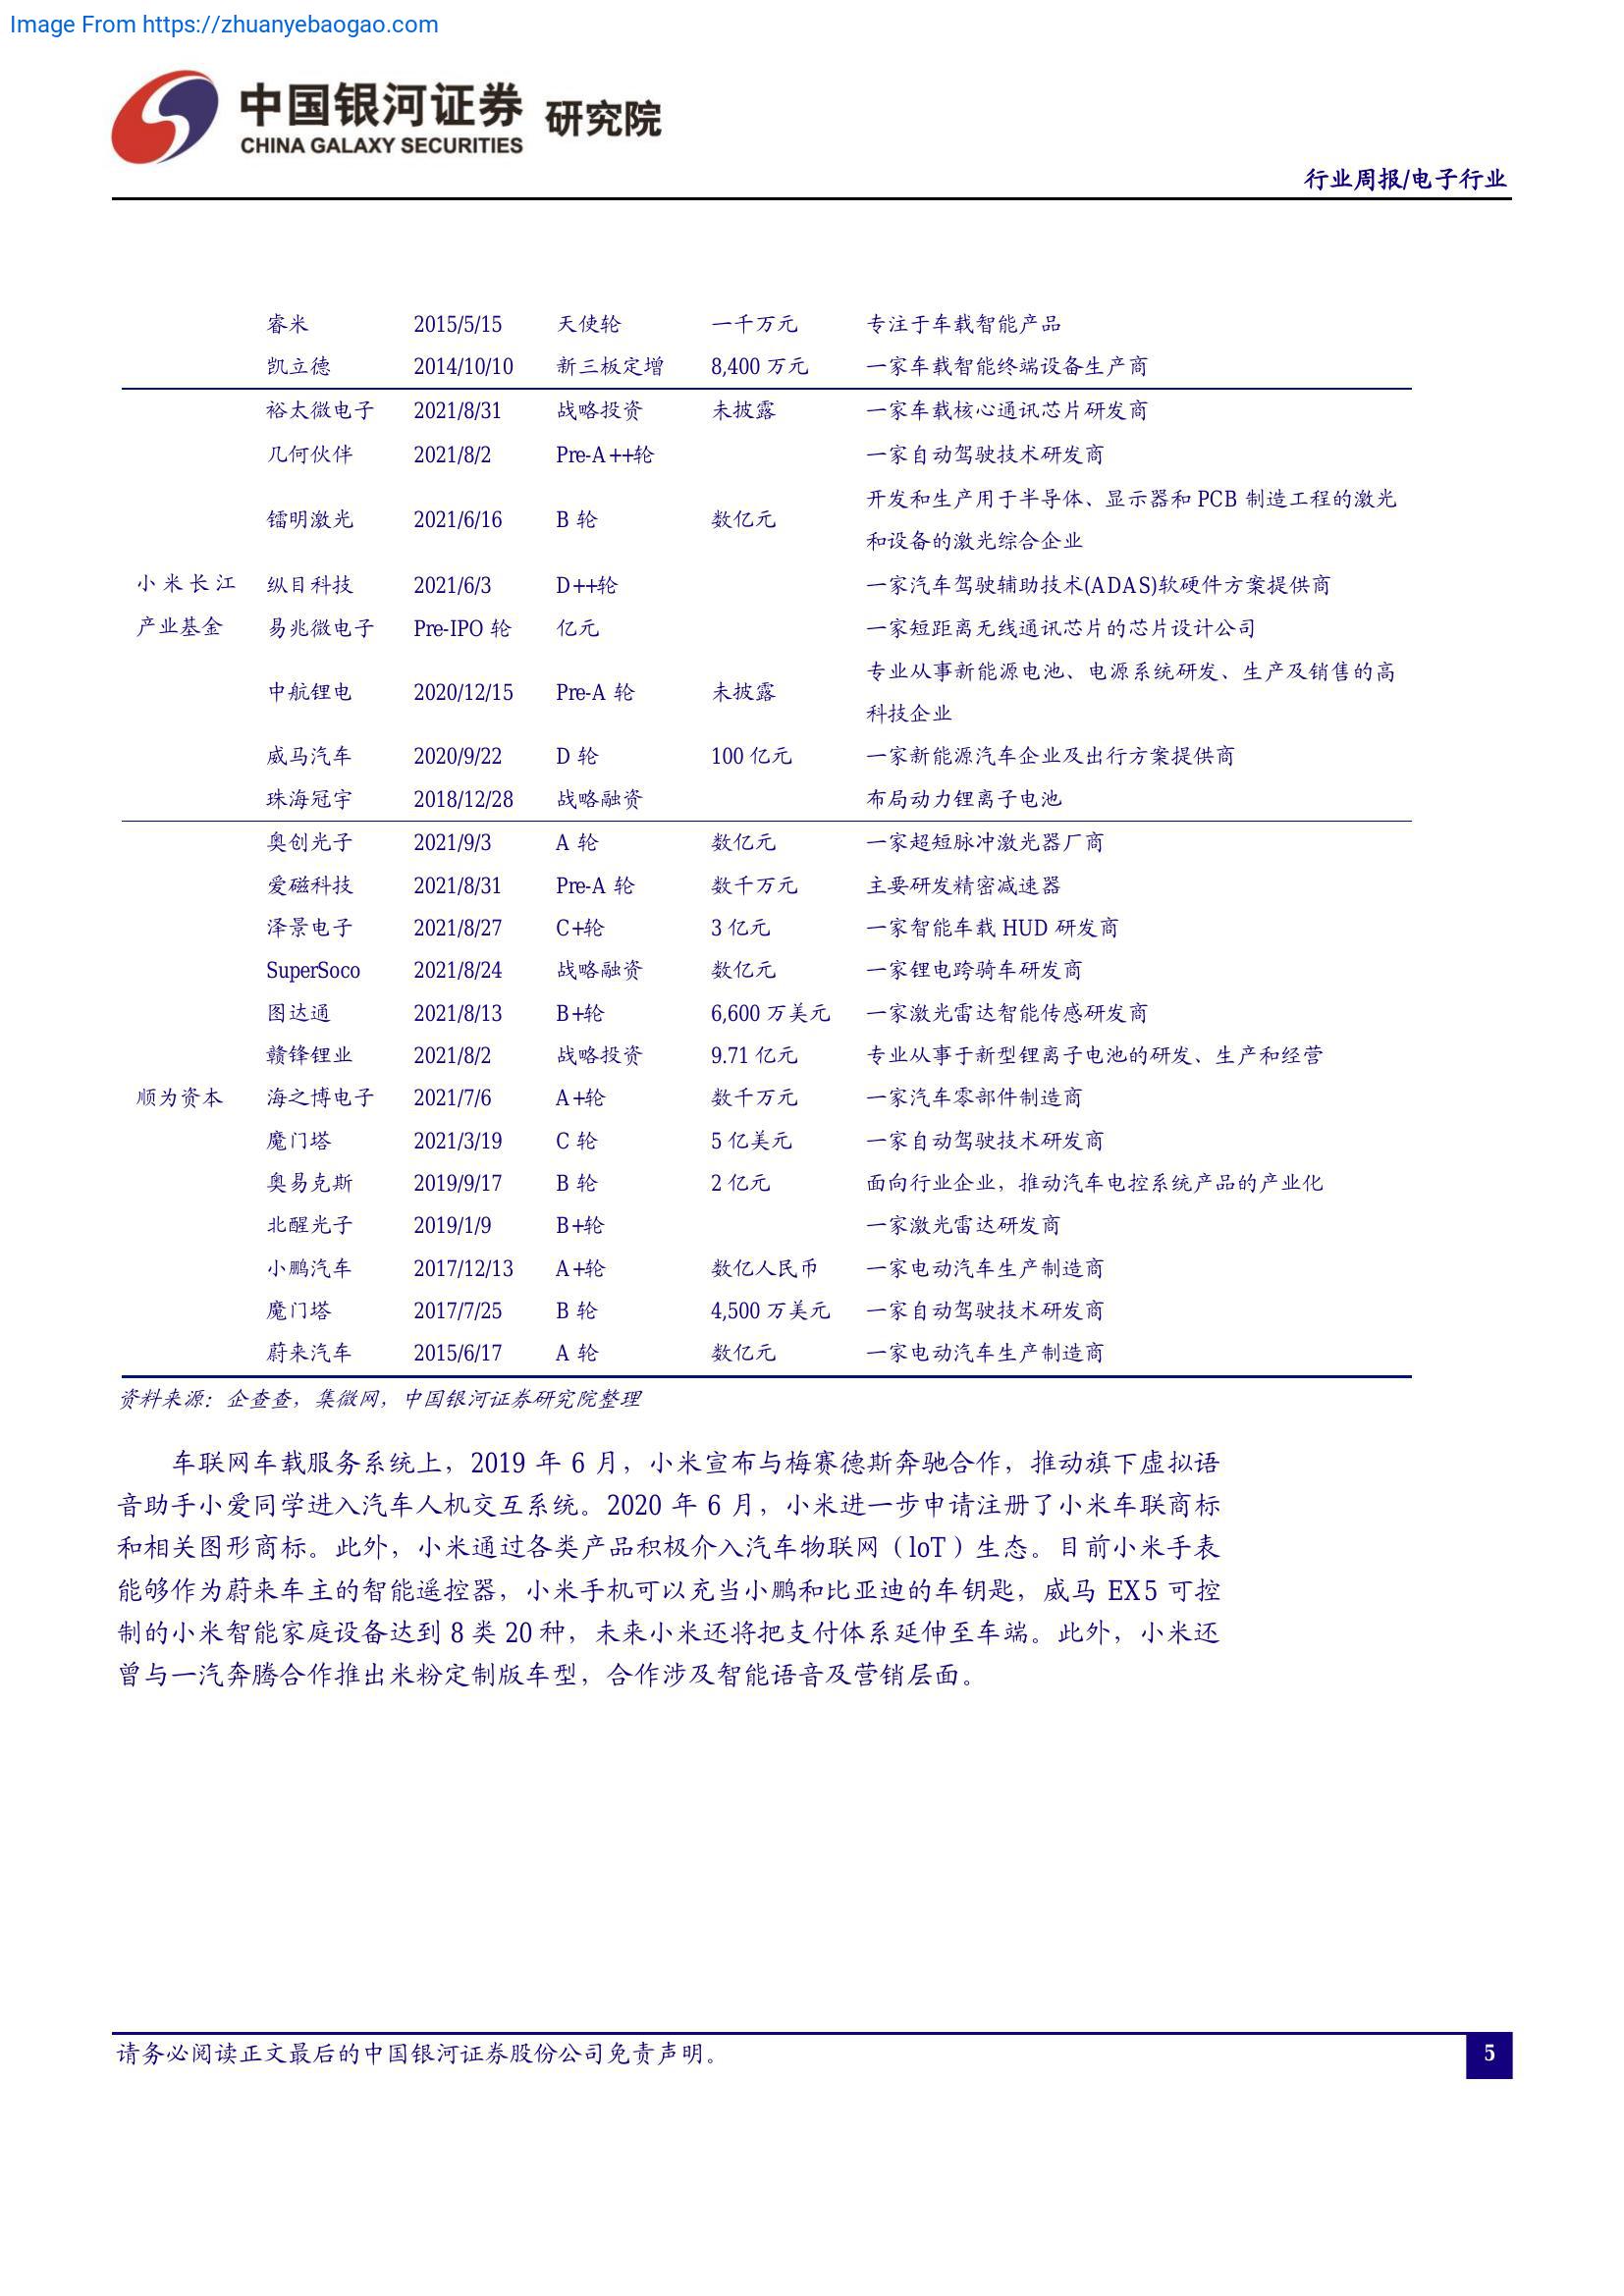 Image From https://zhuanyebaogao.com
中国银河证券 研究院
CHINA GALAXY SECURITIES
行业周报/电子行业
睿米 2015/5/15 天使轮 一千万元 专注于车载智能产品
凯立德 2014/10/10 新三板定增 8,400 万元 一家车载智能终端设备生产商
裕太微电子 2021/8/31 战略投资 未披露 一家车载核心通讯芯片研发商
几何伙伴 2021/8/2 Pre-A++轮 一家自动驾驶技术研发商
镭明激光 2021/6/16 B 轮 数亿元 开发和生产用于半导体、显示器和 PCB 制造工程的激光
和设备的激光综合企业
小米长江 纵目科技 2021/6/3 D++轮 一家汽车驾驶辅助技术(ADAS)软硬件方案提供商
产业基金 易兆微电子 Pre-IPO 轮 亿元 一家短距离无线通讯芯片的芯片设计公司
中航锂电 2020/12/15 Pre-A 轮 未披露 专业从事新能源电池、电源系统研发、生产及销售的高
科技企业
威马汽车 2020/9/22 D 轮 100 亿元 一家新能源汽车企业及出行方案提供商
珠海冠宇 2018/12/28 战略融资 布局动力锂离子电池
奥创光子 2021/9/3 A 轮 数亿元 一家超短脉冲激光器厂商
爱磁科技 2021/8/31 Pre-A 轮 数千万元 主要研发精密减速器
泽景电子 2021/8/27 C+轮 3 亿元 一家智能车载 HUD 研发商
SuperSoco 2021/8/24 战略融资 数亿元 一家锂电跨骑车研发商
图达通 2021/8/13 B+轮 6,600 万美元 一家激光雷达智能传感研发商
赣锋锂业 2021/8/2 战略投资 9.71 亿元 专业从事于新型锂离子电池的研发、生产和经营
顺为资本 海之博电子 2021/7/6 A+轮 数千万元 一家汽车零部件制造商
魔门塔 2021/3/19 C 轮 5 亿美元 一家自动驾驶技术研发商
奥易克斯 2019/9/17 B 轮 2 亿元 面向行业企业，推动汽车电控系统产品的产业化
北醒光子 2019/1/9 B+轮 一家激光雷达研发商
小鹏汽车 2017/12/13 A+轮 数亿人民币 一家电动汽车生产制造商
魔门塔 2017/7/25 B 轮 4,500 万美元 一家自动驾驶技术研发商
蔚来汽车 2015/6/17 A 轮 数亿元 一家电动汽车生产制造商
资料来源：企查查，集微网，中国银河证券研究院整理
车联网车载服务系统上，2019 年 6 月，小米宣布与梅赛德斯奔驰合作，推动旗下虚拟语
音助手小爱同学进入汽车人机交互系统。2020 年 6 月，小米进一步申请注册了小米车联商标
和相关图形商标。此外，小米通过各类产品积极介入汽车物联网（loT）生态。目前小米手表
能够作为蔚来车主的智能遥控器，小米手机可以充当小鹏和比亚迪的车钥匙，威马 EX5 可控
制的小米智能家庭设备达到 8 类 20 种，未来小米还将把支付体系延伸至车端。此外，小米还
曾与一汽奔腾合作推出米粉定制版车型，合作涉及智能语音及营销层面。
请务必阅读正文最后的中国银河证券股份公司免责声明。
5